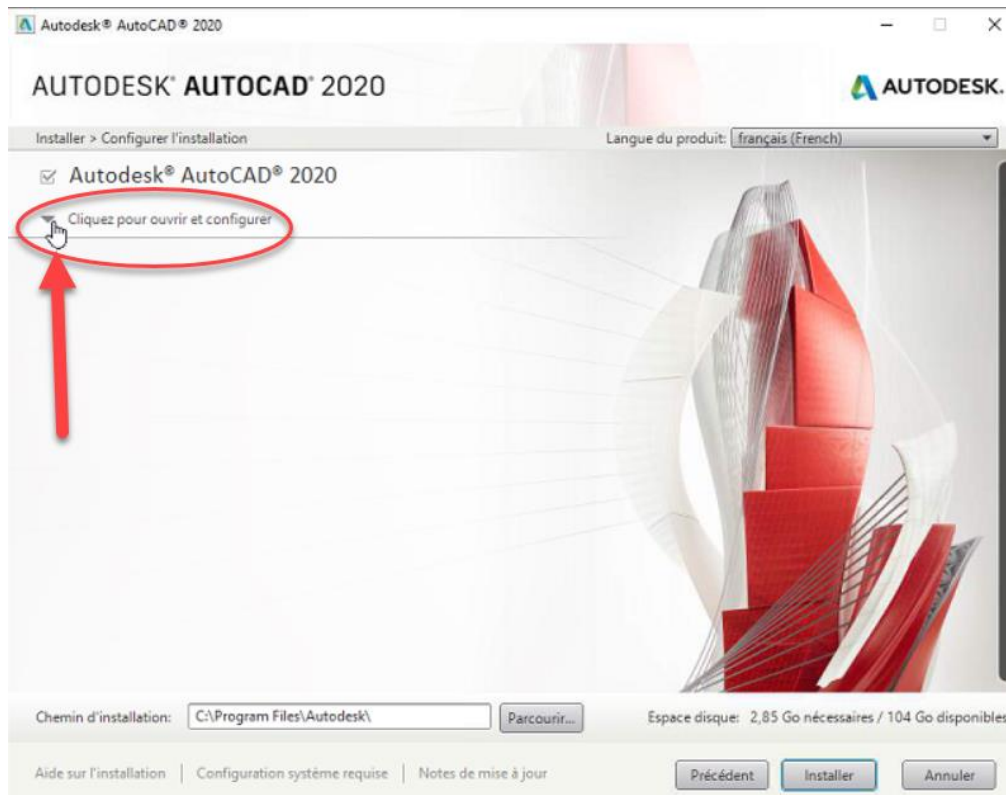 Autodesk® AutoCAD® 2020
AUTODESK® AUTOCAD® 2020
AUTODESK.
Installer > Configurer l'installation
Langue du produit: français (French)
Autodesk® AutoCAD® 2020
Cliquez pour ouvrir et configurer
Chemin d'installation: C:\Program Files\Autodesk\ Parcourir... Espace disque: 2,85 Go nécessaires / 104 Go disponibles
Aide sur l'installation | Configuration système requise | Notes de mise à jour Précédent Installer Annuler